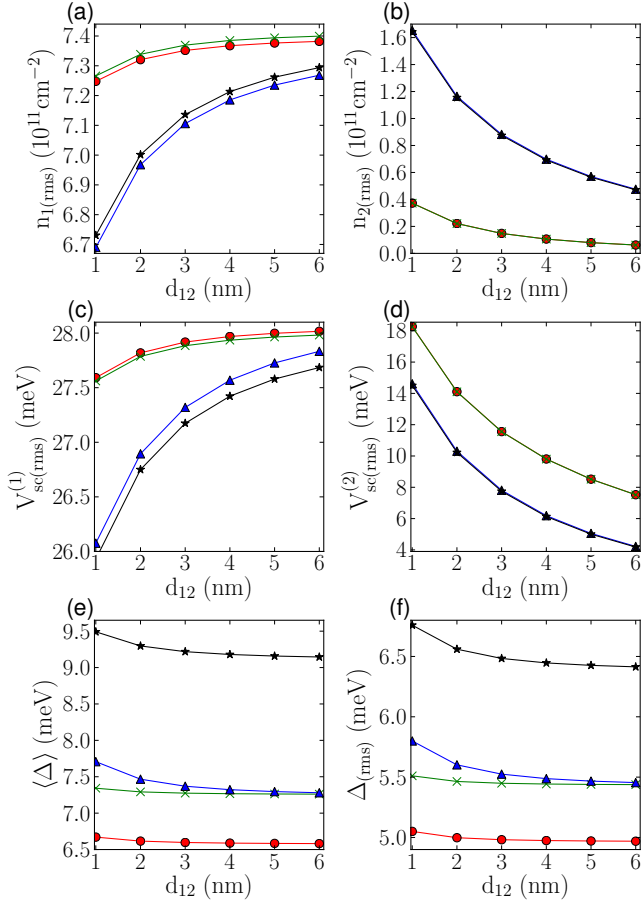 (a)
7.4
7.3
7.2
7.1
7.0
6.9
6.8
6.7
n₁₍rms₎ (10¹¹cm⁻²)
1 2 3 4 5 6
d₁₂ (nm)
(b)
1.6
1.4
1.2
1.0
0.8
0.6
0.4
0.2
0.0
n₂₍rms₎ (10¹¹cm⁻²)
1 2 3 4 5 6
d₁₂ (nm)
(c)
28.0
27.5
27.0
26.5
26.0
V⁽¹⁾sc(rms) (meV)
1 2 3 4 5 6
d₁₂ (nm)
(d)
18
16
14
12
10
8
6
4
V⁽²⁾sc(rms) (meV)
1 2 3 4 5 6
d₁₂ (nm)
(e)
9.5
9.0
8.5
8.0
7.5
7.0
6.5
⟨Δ⟩ (meV)
1 2 3 4 5 6
d₁₂ (nm)
(f)
6.5
6.0
5.5
5.0
Δ(rms) (meV)
1 2 3 4 5 6
d₁₂ (nm)